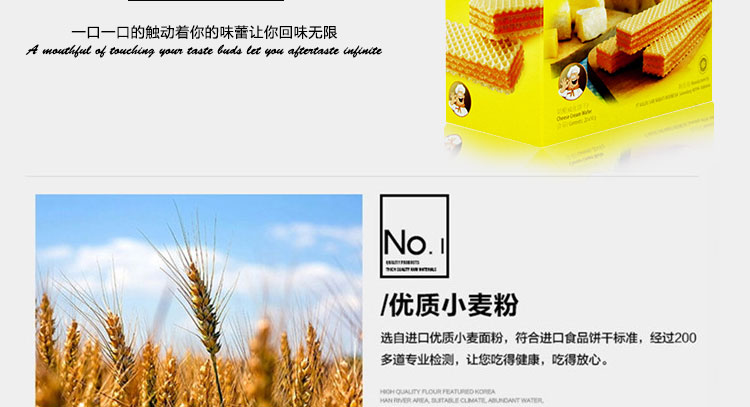 一口一口的触动着你的味蕾让你回味无限
A mouthful of touching your taste buds let you aftertaste infinite
Cheese Cream Wafer
No. 1
QUALITY PRODUCTS
THICK QUALITY RAW MATERIALS
/优质小麦粉
选自进口优质小麦面粉，符合进口食品饼干标准，经过200
多道专业检测，让您吃得健康，吃得放心。
HIGH QUALITY FLOUR FEATURED KOREA
HAN RIVER AREA, SUITABLE CLIMATE, ABUNDANT WATER,